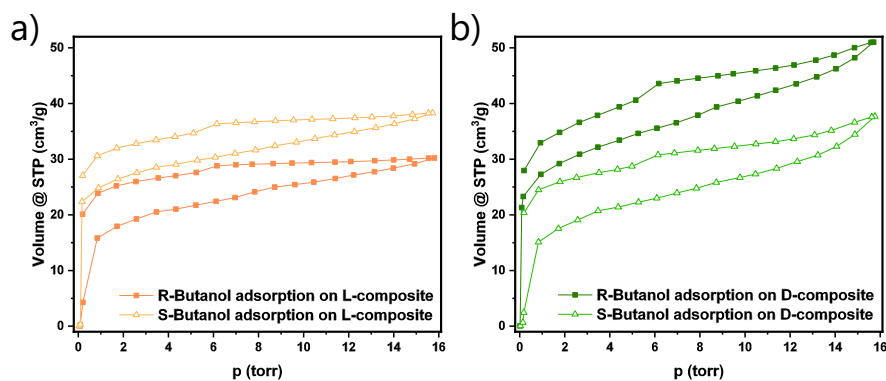 a)
Volume @ STP (cm³/g)
50
40
30
20
10
0
R-Butanol adsorption on L-composite
S-Butanol adsorption on L-composite
0 2 4 6 8 10 12 14 16
p (torr)
b)
Volume @ STP (cm³/g)
50
40
30
20
10
0
R-Butanol adsorption on D-composite
S-Butanol adsorption on D-composite
0 2 4 6 8 10 12 14 16
p (torr)